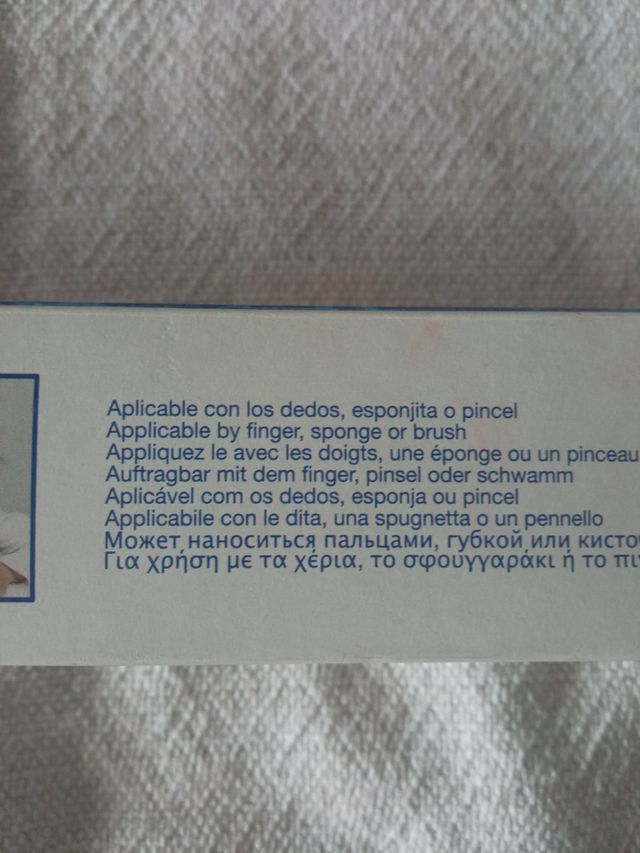 Aplicable con los dedos, esponjita o pincel
Applicable by finger, sponge or brush
Appliquez le avec les doigts, une éponge ou un pinceau
Auftragbar mit dem finger, pinsel oder schwamm
Aplicável com os dedos, esponja ou pincel
Applicabile con le dita, una spugnetta o un pennello
Может наноситься пальцами, губкой или
Για χρήση με τα χέρια, το σφουγγαράκι ή το